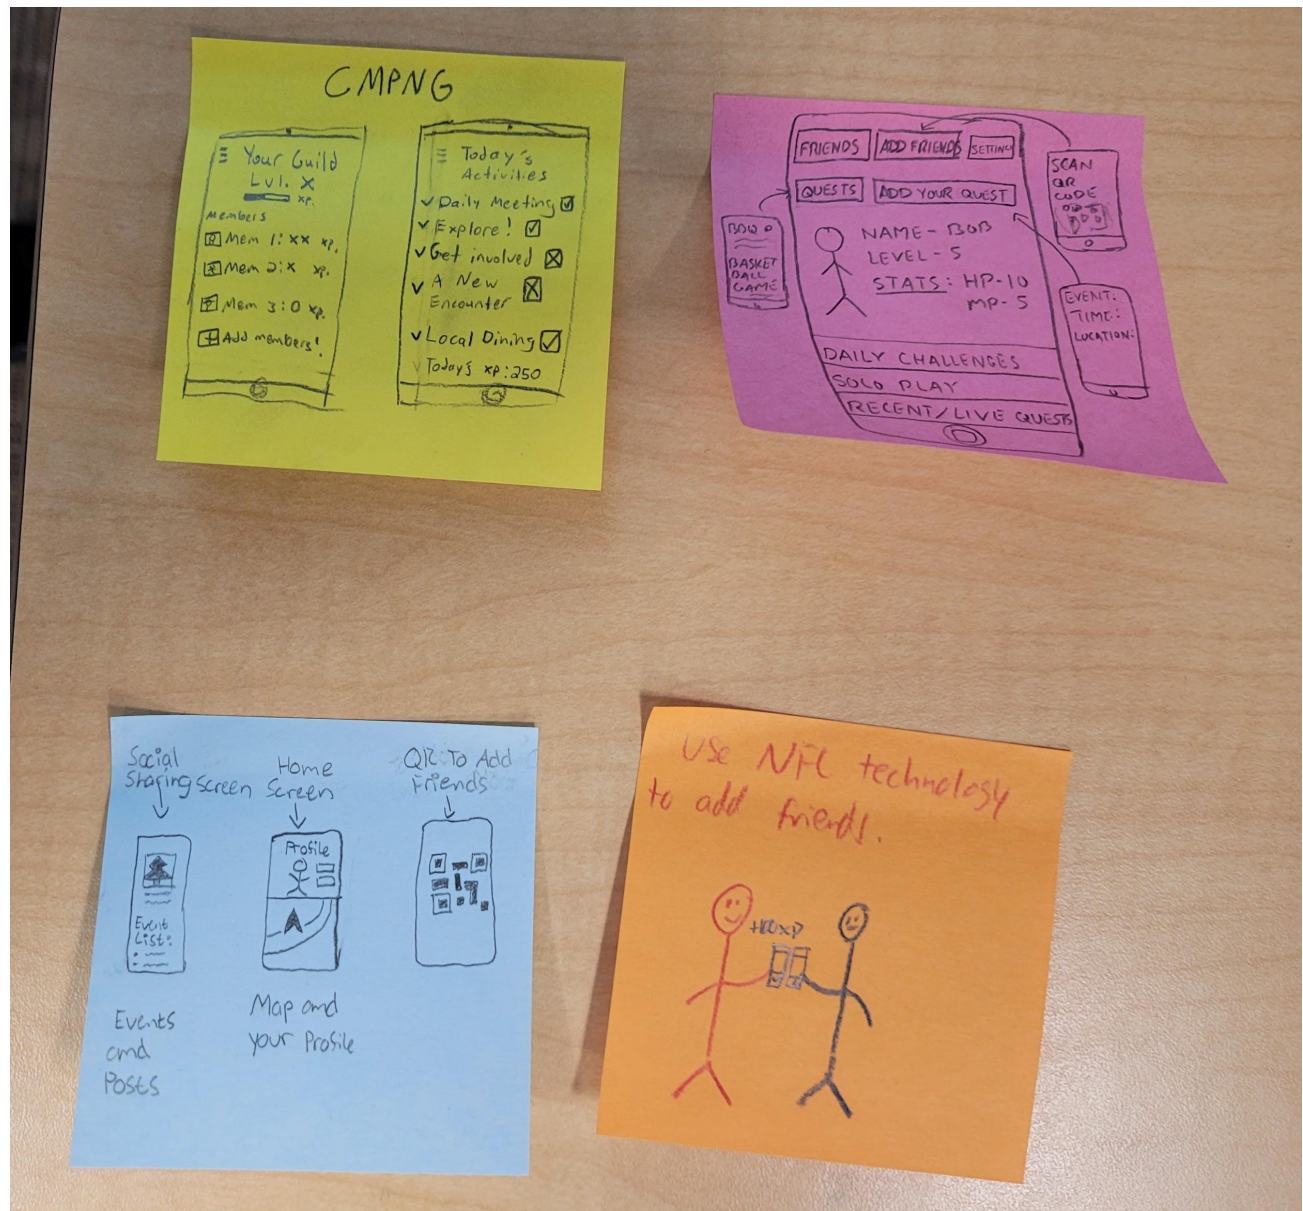 CMPNG
Your Guild
Lvl. X
xp.
Members
Mem 1: xx xp.
Mem 2: x xp.
Mem 3: 0 xp.
Add members!
Today's
Activities
Daily Meeting
Explore!
Get involved
A New
Encounter
Local Dining
Today's xp: 250
FRIENDS
ADD FRIENDS
SETTING
QUESTS
ADD YOUR QUEST
NAME - BOB
LEVEL - 5
STATS: HP-10
MP-5
DAILY CHALLENGES
SOLO PLAY
RECENT/LIVE QUESTS
BBQ
BASKET
BALL
GAME
SCAN
QR
CODE
EVENT:
TIME:
LOCATION:
Social
Sharing Screen
Event
List:
Events
and
Posts
Home
Screen
Profile
Map and
your Profile
QR To Add
Friends
Use NFC technology
to add friends.
+100xp